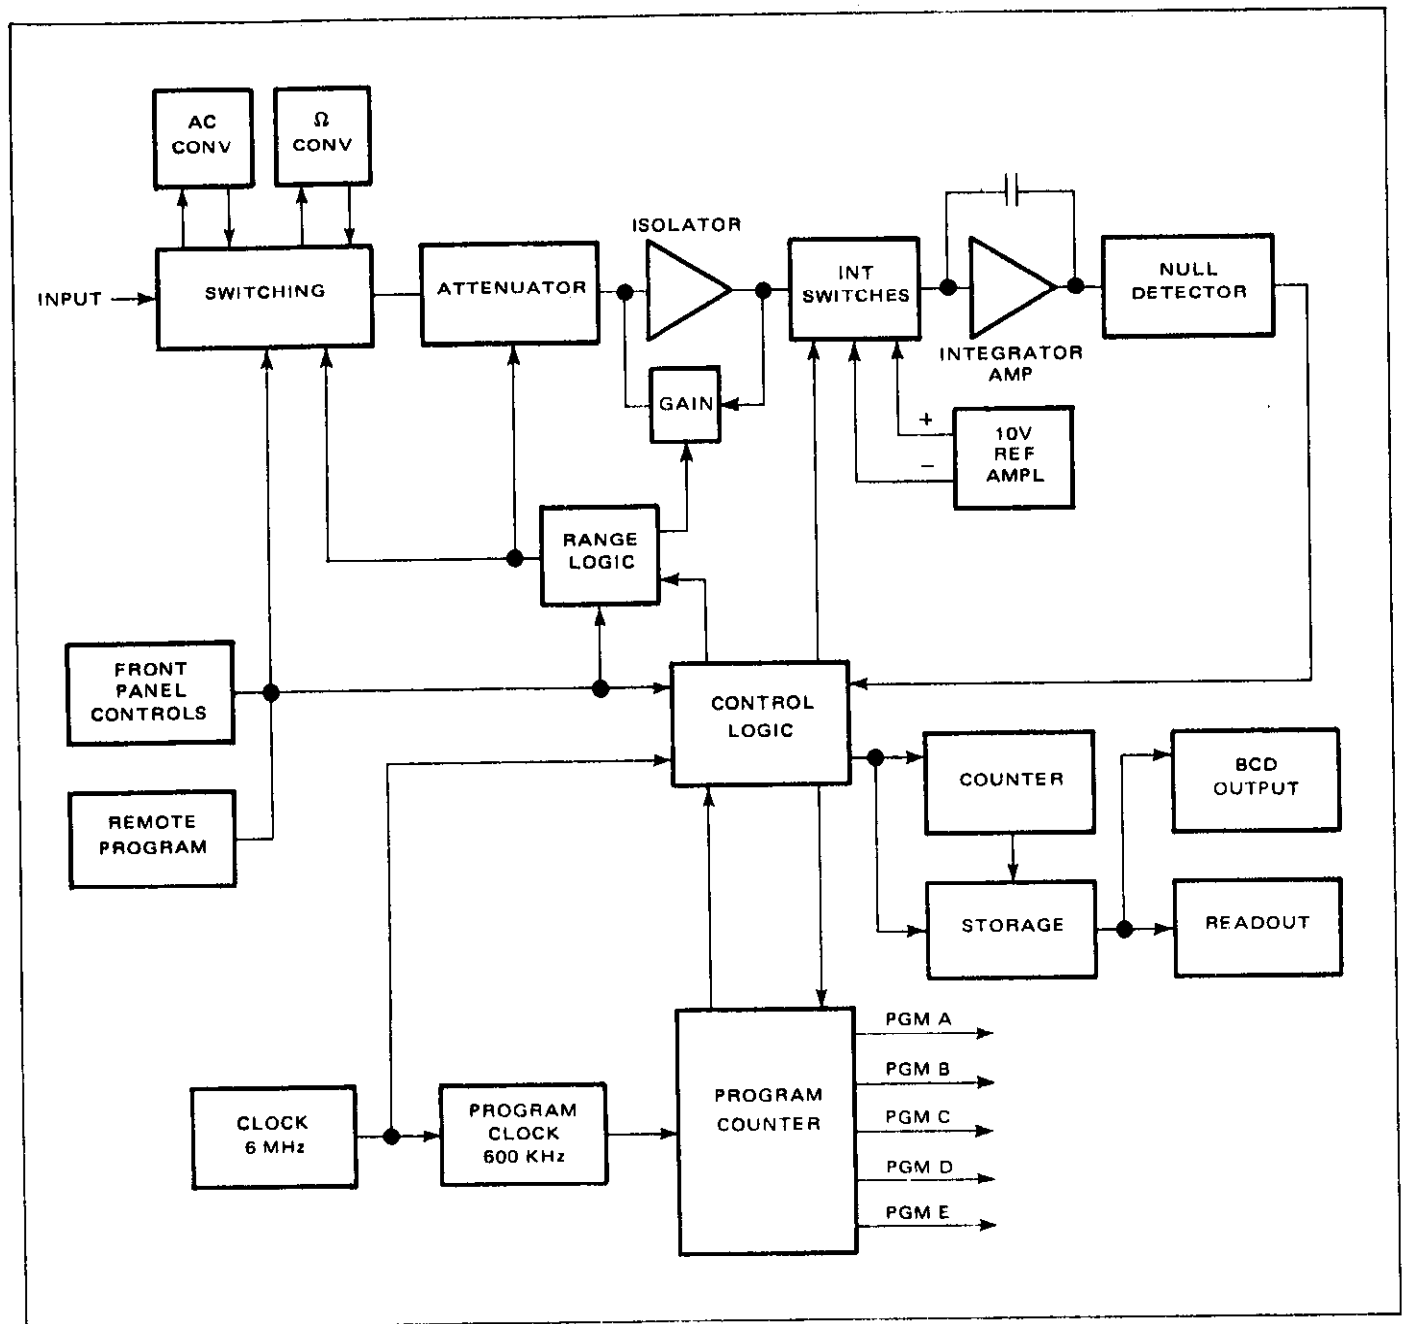 AC
CONV
Ω
CONV
ISOLATOR
INPUT
SWITCHING
ATTENUATOR
INT
SWITCHES
NULL
DETECTOR
INTEGRATOR
AMP
GAIN
+
−
10V
REF
AMPL
RANGE
LOGIC
FRONT
PANEL
CONTROLS
CONTROL
LOGIC
REMOTE
PROGRAM
COUNTER
BCD
OUTPUT
STORAGE
READOUT
CLOCK
6 MHz
PROGRAM
CLOCK
600 KHz
PROGRAM
COUNTER
PGM A
PGM B
PGM C
PGM D
PGM E